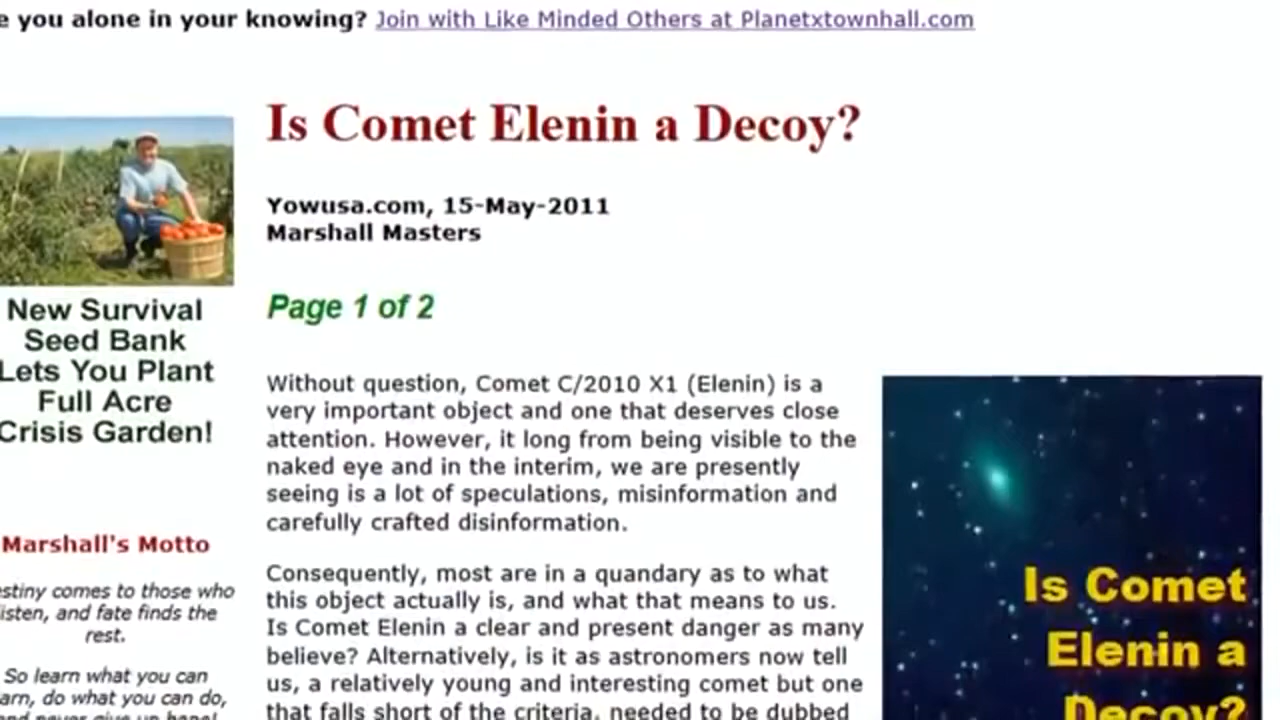 e you alone in your knowing? Join with Like Minded Others at Planetxtownhall.com
Is Comet Elenin a Decoy?
Yowusa.com, 15-May-2011
Marshall Masters
Page 1 of 2
New Survival
Seed Bank
Lets You Plant
Full Acre
Crisis Garden!
Marshall's Motto
estiny comes to those who
isten, and fate finds the
rest.
So learn what you can
arn, do what you can do,
nd never give up hope!
Without question, Comet C/2010 X1 (Elenin) is a
very important object and one that deserves close
attention. However, it long from being visible to the
naked eye and in the interim, we are presently
seeing is a lot of speculations, misinformation and
carefully crafted disinformation.
Consequently, most are in a quandary as to what
this object actually is, and what that means to us.
Is Comet Elenin a clear and present danger as many
believe? Alternatively, is it as astronomers now tell
us, a relatively young and interesting comet but one
that falls short of the criteria, needed to be dubbed
Is Comet
Elenin a
Decoy?